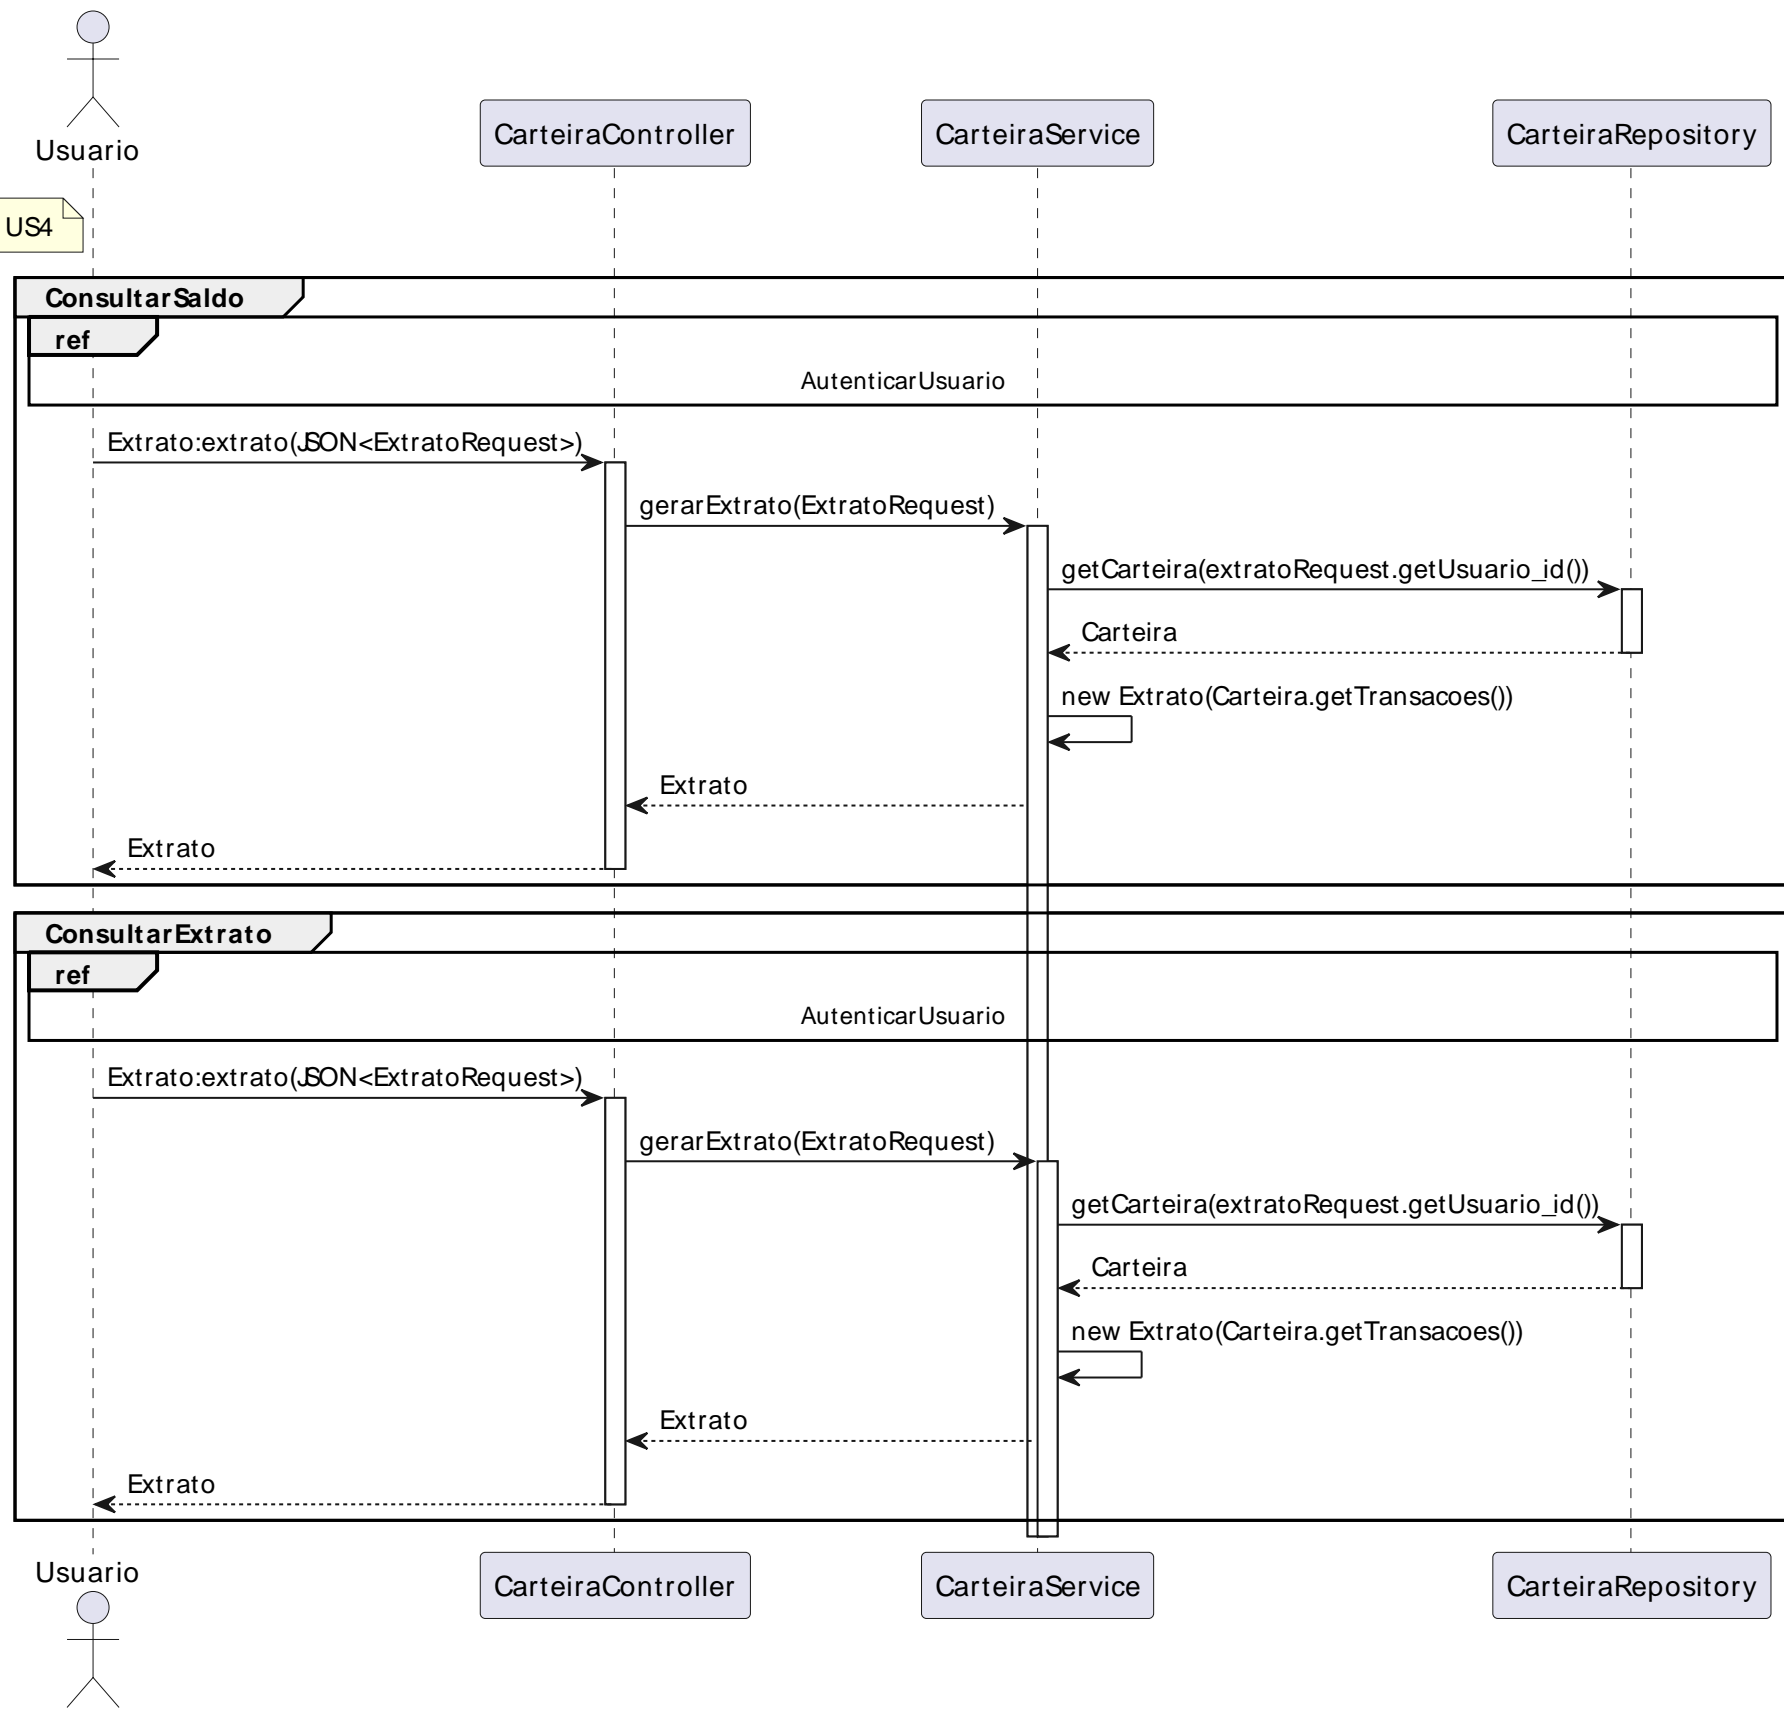 Usuario
CarteiraController
CarteiraService
CarteiraRepository
US4
ConsultarSaldo
ref
AutenticarUsuario
Extrato:extrato(JSON<ExtratoRequest>)
gerarExtrato(ExtratoRequest)
getCarteira(extratoRequest.getUsuario_id())
Carteira
new Extrato(Carteira.getTransacoes())
Extrato
Extrato
ConsultarExtrato
ref
AutenticarUsuario
Extrato:extrato(JSON<ExtratoRequest>)
gerarExtrato(ExtratoRequest)
getCarteira(extratoRequest.getUsuario_id())
Carteira
new Extrato(Carteira.getTransacoes())
Extrato
Extrato
Usuario
CarteiraController
CarteiraService
CarteiraRepository